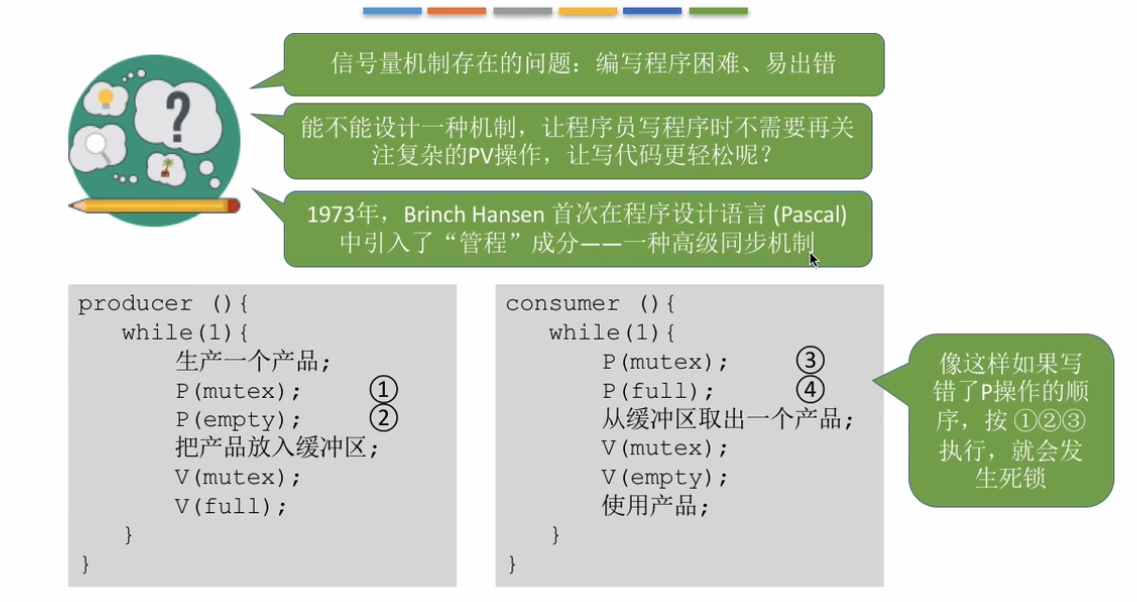 信号量机制存在的问题：编写程序困难、易出错
能不能设计一种机制，让程序员写程序时不需要再关
注复杂的PV操作，让写代码更轻松呢？
1973年，Brinch Hansen 首次在程序设计语言 (Pascal)
中引入了“管程”成分——一种高级同步机制
producer (){
while(1){
生产一个产品;
P(mutex); ①
P(empty); ②
把产品放入缓冲区;
V(mutex);
V(full);
}
}
consumer (){
while(1){
P(mutex); ③
P(full); ④
从缓冲区取出一个产品;
V(mutex);
V(empty);
使用产品;
}
}
像这样如果写
错了P操作的顺
序，按 ①②③
执行，就会发
生死锁